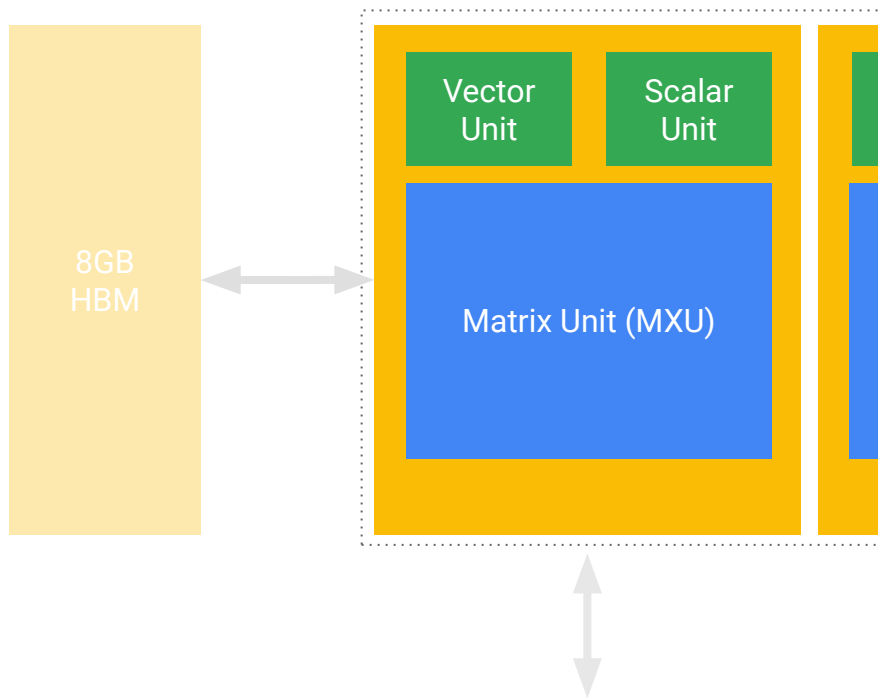 Vector
Unit
Scalar
Unit
8GB
HBM
Matrix Unit (MXU)